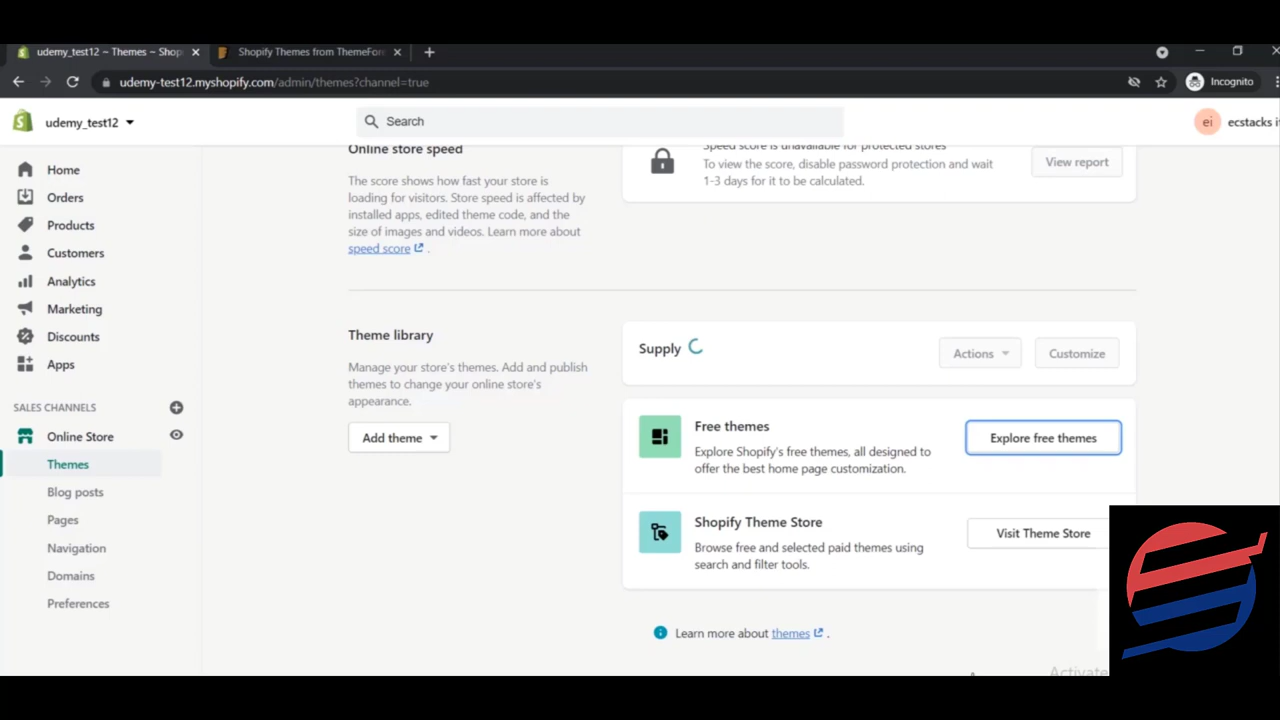 udemy_test12 ~ Themes ~ Shop
Shopify Themes from ThemeFore
udemy-test12.myshopify.com/admin/themes?channel=true
Incognito
udemy_test12
Search
ei
ecstacks i
Home
Orders
Products
Customers
Analytics
Marketing
Discounts
Apps
SALES CHANNELS
Online Store
Themes
Blog posts
Pages
Navigation
Domains
Preferences
Online store speed
The score shows how fast your store is
loading for visitors. Store speed is affected by
installed apps, edited theme code, and the
size of images and videos. Learn more about
speed score .
Speed score is unavailable for protected stores
To view the score, disable password protection and wait
1-3 days for it to be calculated.
View report
Theme library
Manage your store's themes. Add and publish
themes to change your online store's
appearance.
Add theme
Supply
Actions
Customize
Free themes
Explore Shopify's free themes, all designed to
offer the best home page customization.
Explore free themes
Shopify Theme Store
Browse free and selected paid themes using
search and filter tools.
Visit Theme Store
Learn more about themes .
Activate